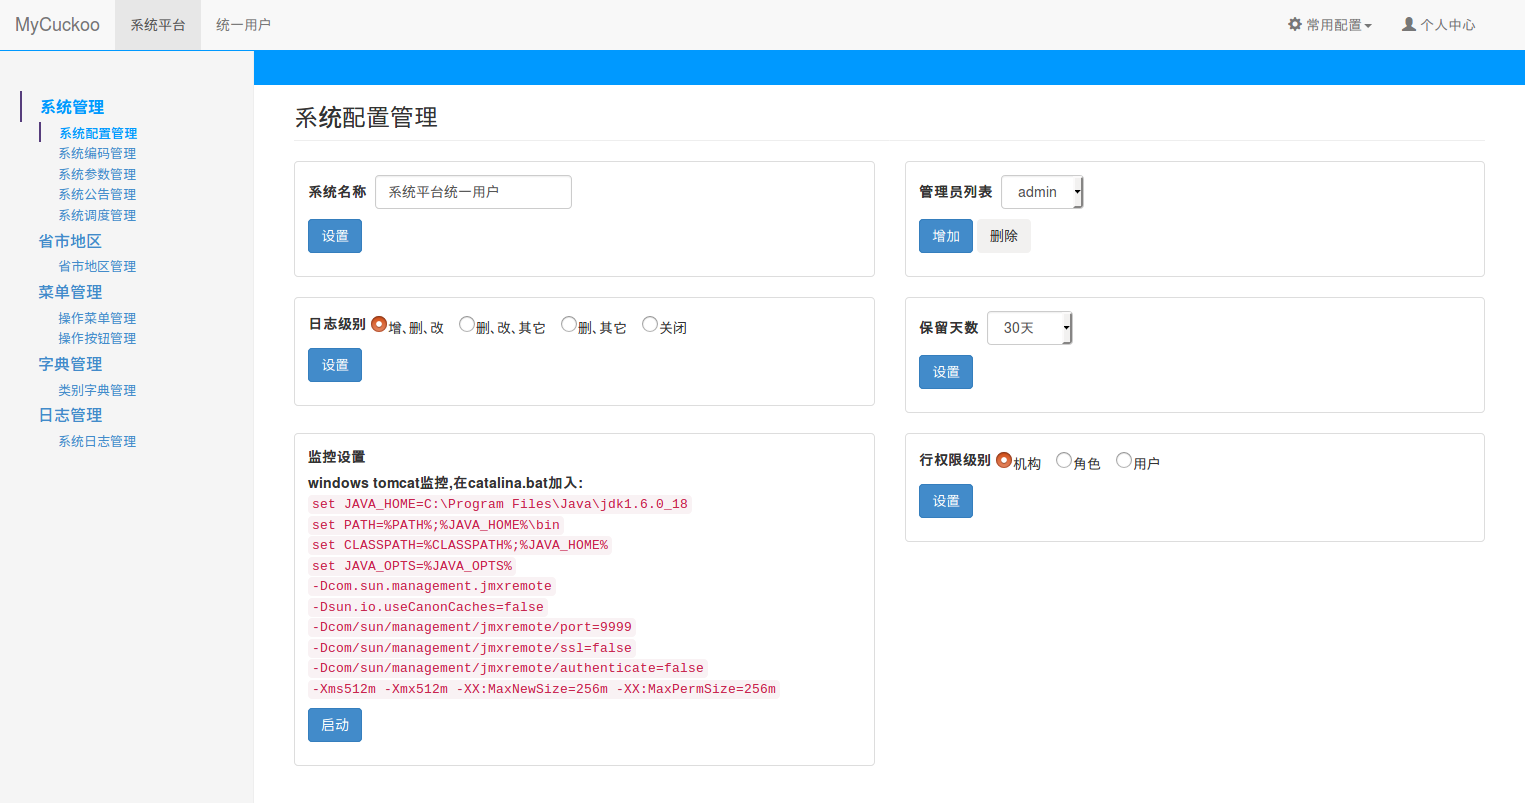 MyCuckoo 系统平台 统一用户 常用配置 个人中心
系统管理
系统配置管理
系统编码管理
系统参数管理
系统公告管理
系统调度管理
省市地区
省市地区管理
菜单管理
操作菜单管理
操作按钮管理
字典管理
类别字典管理
日志管理
系统日志管理
系统配置管理
系统名称 系统平台统一用户
设置
管理员列表 admin
增加 删除
日志级别 增、删、改 删、改、其它 删、其它 关闭
设置
保留天数 30天
设置
监控设置
windows tomcat监控,在catalina.bat加入:
set JAVA_HOME=C:\Program Files\Java\jdk1.6.0_18
set PATH=%PATH%;%JAVA_HOME%\bin
set CLASSPATH=%CLASSPATH%;%JAVA_HOME%
set JAVA_OPTS=%JAVA_OPTS%
-Dcom.sun.management.jmxremote
-Dsun.io.useCanonCaches=false
-Dcom/sun/management/jmxremote/port=9999
-Dcom/sun/management/jmxremote/ssl=false
-Dcom/sun/management/jmxremote/authenticate=false
-Xms512m -Xmx512m -XX:MaxNewSize=256m -XX:MaxPermSize=256m
启动
行权限级别 机构 角色 用户
设置